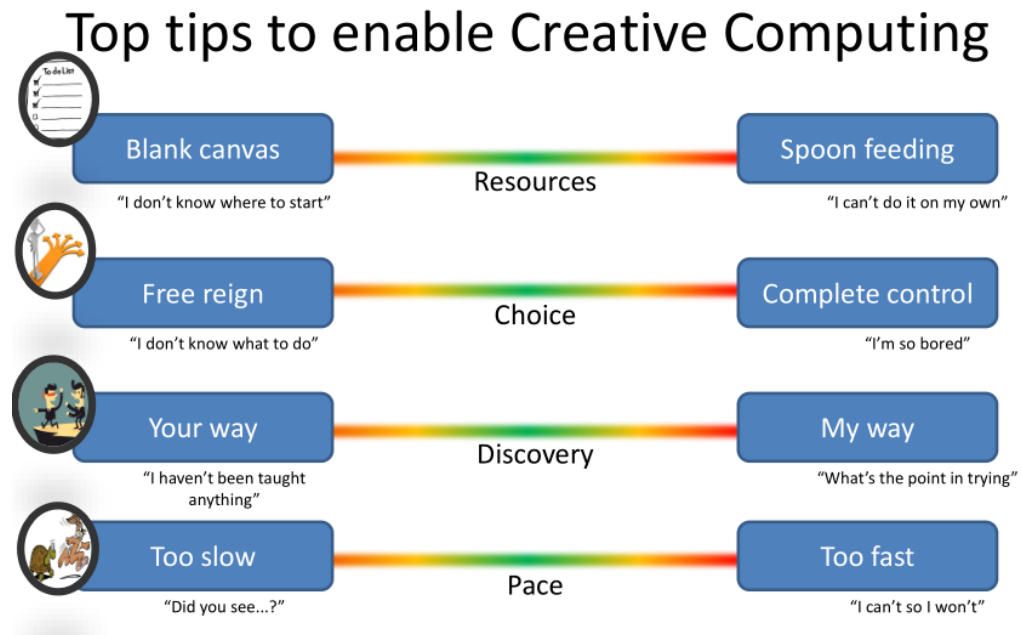 Top tips to enable Creative Computing
To do List
Blank canvas
Spoon feeding
Resources
“I don’t know where to start”
“I can’t do it on my own”
Free reign
Complete control
Choice
“I don’t know what to do”
“I’m so bored”
Your way
My way
Discovery
“I haven’t been taught
anything”
“What’s the point in trying”
Too slow
Too fast
Pace
“Did you see...?”
“I can’t so I won’t”